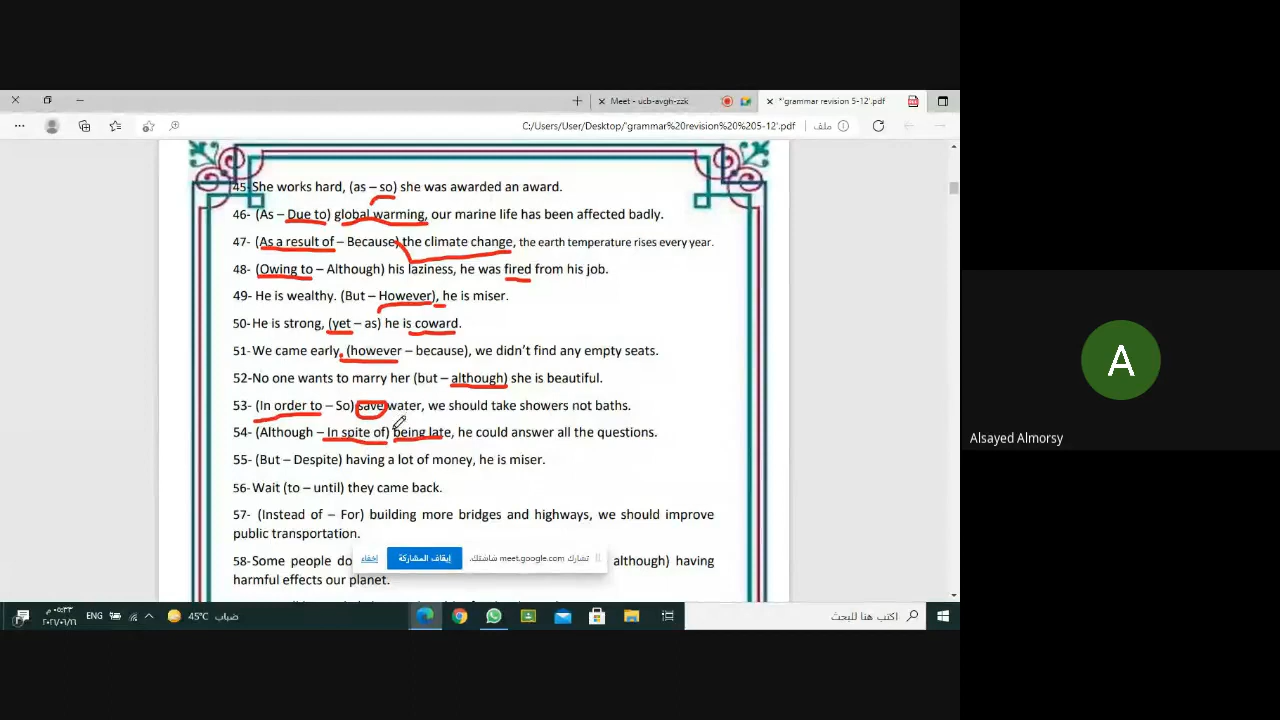 Meet - ucb-avgh-zzk
*'grammar revision 5-12'.pdf
C:/Users/User/Desktop/'grammar%20revision%20%205-12'.pdf
ملف
45- She works hard, (as – so) she was awarded an award.
46- (As – Due to) global warming, our marine life has been affected badly.
47- (As a result of – Because) the climate change, the earth temperature rises every year.
48- (Owing to – Although) his laziness, he was fired from his job.
49- He is wealthy. (But – However), he is miser.
50- He is strong, (yet – as) he is coward.
51- We came early. (however – because), we didn't find any empty seats.
52-No one wants to marry her (but – although) she is beautiful.
53- (In order to – So) save water, we should take showers not baths.
54- (Although – In spite of) being late, he could answer all the questions.
55- (But – Despite) having a lot of money, he is miser.
56- Wait (to – until) they came back.
57- (Instead of – For) building more bridges and highways, we should improve
public transportation.
58- Some people do
although) having
harmful effects our planet.
تشارك meet.google.com شاشتك.
إيقاف المشاركة
إخفاء
A
Alsayed Almorsy
ENG
45°C ضباب
اكتب هنا للبحث